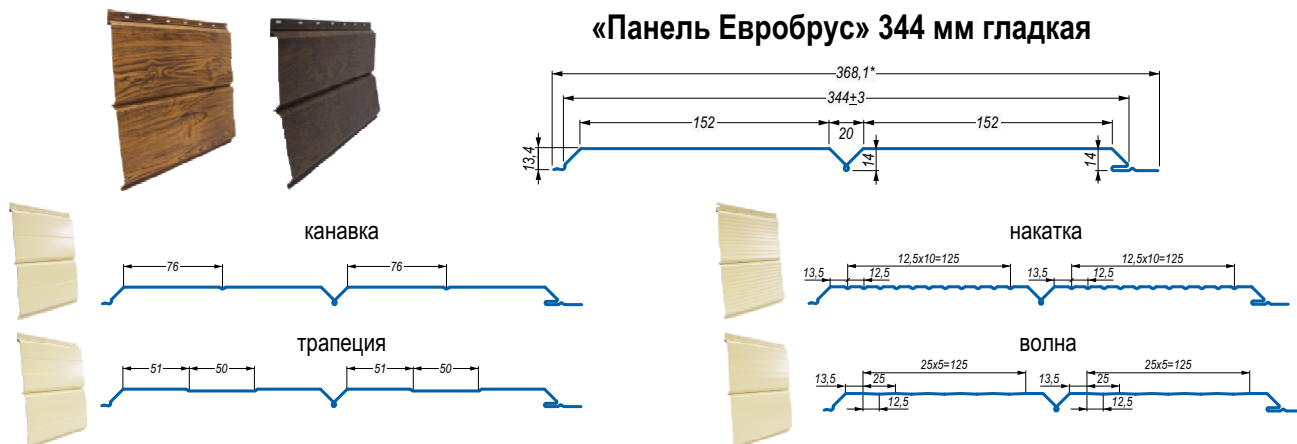 «Панель Евробрус» 344 мм гладкая
368,1*
344±3
152
20
152
13,4
14
14
канавка
76
76
накатка
12,5x10=125
12,5x10=125
13,5
12,5
13,5
12,5
трапеция
51
50
51
50
волна
25x5=125
25x5=125
13,5
25
13,5
25
12,5
12,5